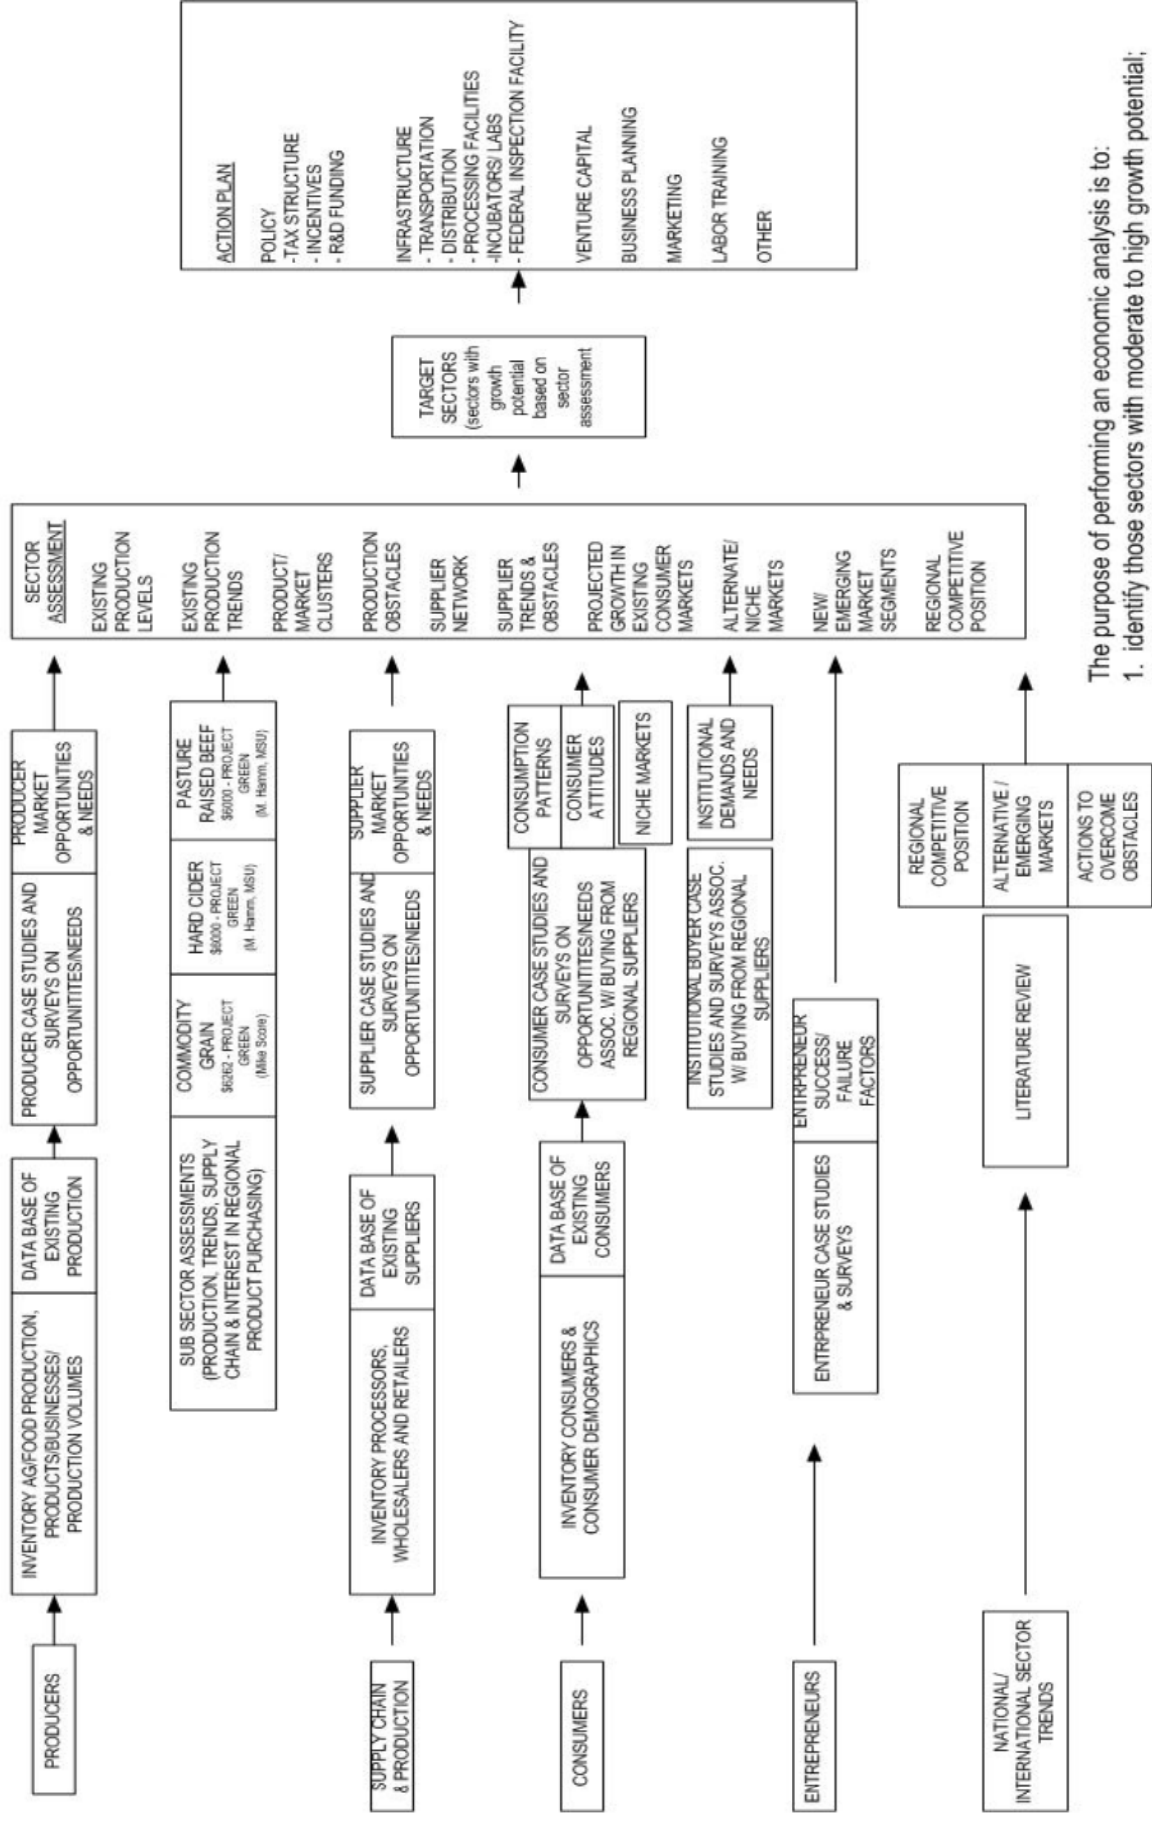 PRODUCERS
INVENTORY AG/FOOD PRODUCTION,
PRODUCTS/BUSINESSES/
PRODUCTION VOLUMES
DATA BASE OF
EXISTING
PRODUCTION
PRODUCER CASE STUDIES AND
SURVEYS ON
OPPORTUNITITES/NEEDS
PRODUCER
MARKET
OPPORTUNITIES
& NEEDS
SUB SECTOR ASSESSMENTS
(PRODUCTION, TRENDS, SUPPLY
CHAIN & INTEREST IN REGIONAL
PRODUCT PURCHASING)
COMMODITY
GRAIN
$6262 - PROJECT
GREEN
(Mike Score)
HARD CIDER
$6000 - PROJECT
GREEN
(M. Hamm, MSU)
PASTURE
RAISED BEEF
$6000 - PROJECT
GREEN
(M. Hamm, MSU)
SUPPLY CHAIN
& PRODUCTION
INVENTORY PROCESSORS,
WHOLESALERS AND RETAILERS
DATA BASE OF
EXISTING
SUPPLIERS
SUPPLIER CASE STUDIES AND
SURVEYS ON
OPPORTUNITITES/NEEDS
SUPPLIER
MARKET
OPPORTUNITIES
& NEEDS
CONSUMERS
INVENTORY CONSUMERS &
CONSUMER DEMOGRAPHICS
DATA BASE OF
EXISTING
CONSUMERS
CONSUMER CASE STUDIES AND
SURVEYS ON
OPPORTUNITITES/NEEDS
ASSOC. W/ BUYING FROM
REGIONAL SUPPLIERS
CONSUMPTION
PATTERNS
CONSUMER
ATTITUDES
NICHE MARKETS
INSTITUTIONAL BUYER CASE
STUDIES AND SURVEYS ASSOC.
W/ BUYING FROM REGIONAL
SUPPLIERS
INSTITUTIONAL
DEMANDS AND
NEEDS
ENTREPRENEURS
ENTRPRENEUR CASE STUDIES
& SURVEYS
ENTRPRENEUR
SUCCESS/
FAILURE
FACTORS
NATIONAL/
INTERNATIONAL SECTOR
TRENDS
LITERATURE REVIEW
REGIONAL
COMPETITIVE
POSITION
ALTERNATIVE /
EMERGING
MARKETS
ACTIONS TO
OVERCOME
OBSTACLES
SECTOR
ASSESSMENT
EXISTING
PRODUCTION
LEVELS
EXISTING
PRODUCTION
TRENDS
PRODUCT/
MARKET
CLUSTERS
PRODUCTION
OBSTACLES
SUPPLIER
NETWORK
SUPPLIER
TRENDS &
OBSTACLES
PROJECTED
GROWTH IN
EXISTING
CONSUMER
MARKETS
ALTERNATE/
NICHE
MARKETS
NEW/
EMERGING
MARKET
SEGMENTS
REGIONAL
COMPETITIVE
POSITION
TARGET
SECTORS
(sectors with
growth
potential
based on
sector
assessment
ACTION PLAN
POLICY
-TAX STRUCTURE
- INCENTIVES
- R&D FUNDING
INFRASTRUCTURE
- TRANSPORTATION
- DISTRIBUTION
- PROCESSING FACILITIES
-INCUBATORS/ LABS
- FEDERAL INSPECTION FACILITY
VENTURE CAPITAL
BUSINESS PLANNING
MARKETING
LABOR TRAINING
OTHER
The purpose of performing an economic analysis is to:
1. identify those sectors with moderate to high growth potential;